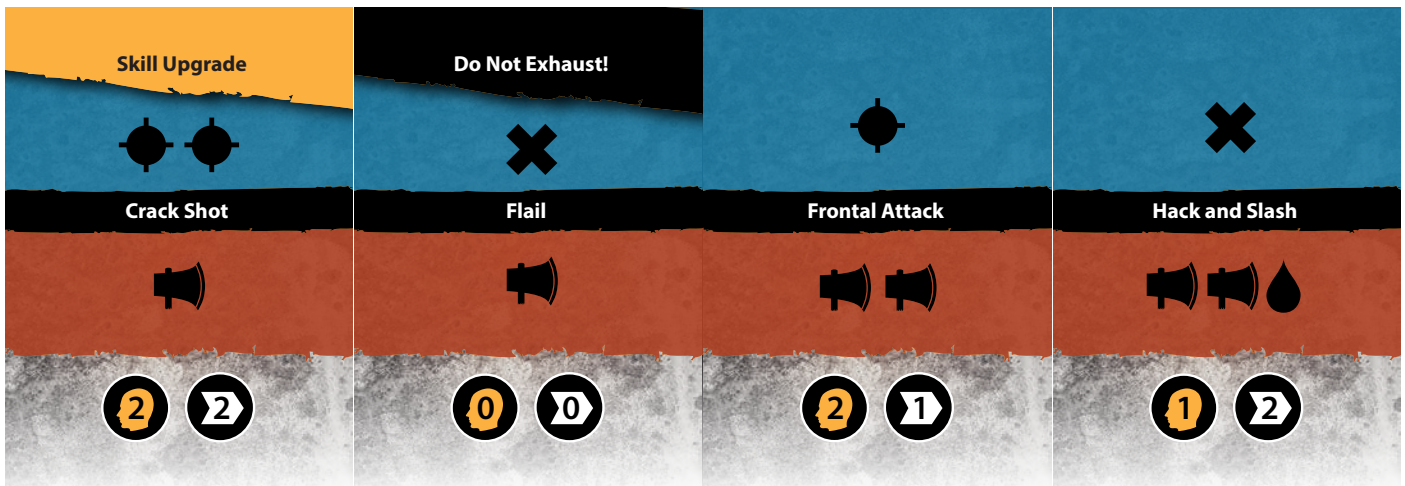 Skill Upgrade
Crack Shot
2 2
Do Not Exhaust!
Flail
0 0
Frontal Attack
2 1
Hack and Slash
1 2